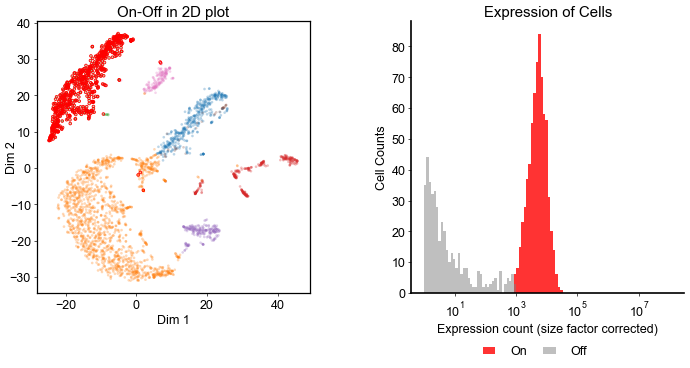 On-Off in 2D plot
40
30
20
10
0
−10
−20
−30
Dim 2
−20 0 20 40
Dim 1
Expression of Cells
80
70
60
50
40
30
20
10
0
Cell Counts
10^1 10^3 10^5 10^7
Expression count (size factor corrected)
On Off